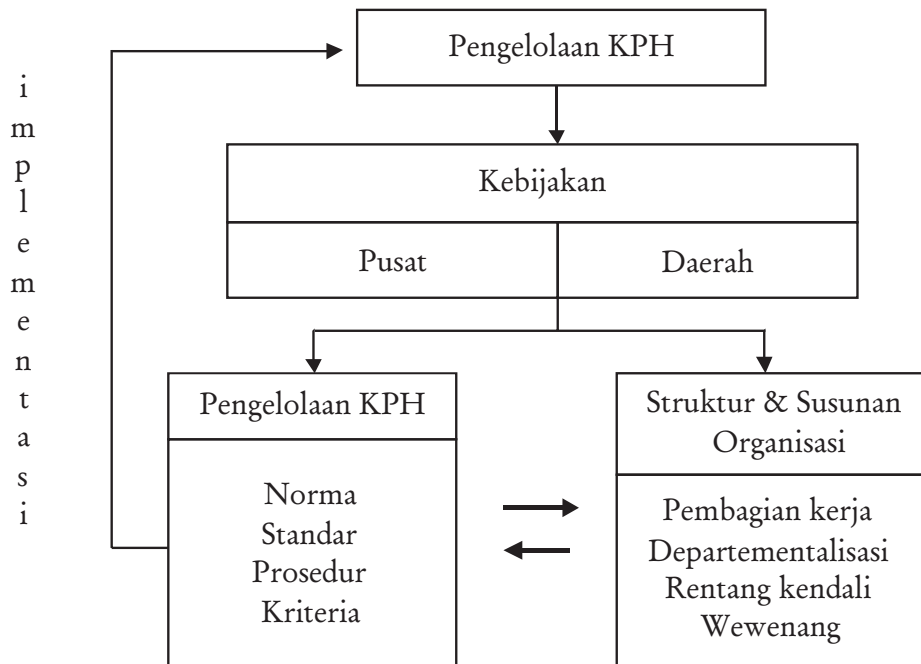 implementasi
Pengelolaan KPH
Kebijakan
Pusat
Daerah
Pengelolaan KPH
Norma
Standar
Prosedur
Kriteria
Struktur & Susunan
Organisasi
Pembagian kerja
Departementalisasi
Rentang kendali
Wewenang